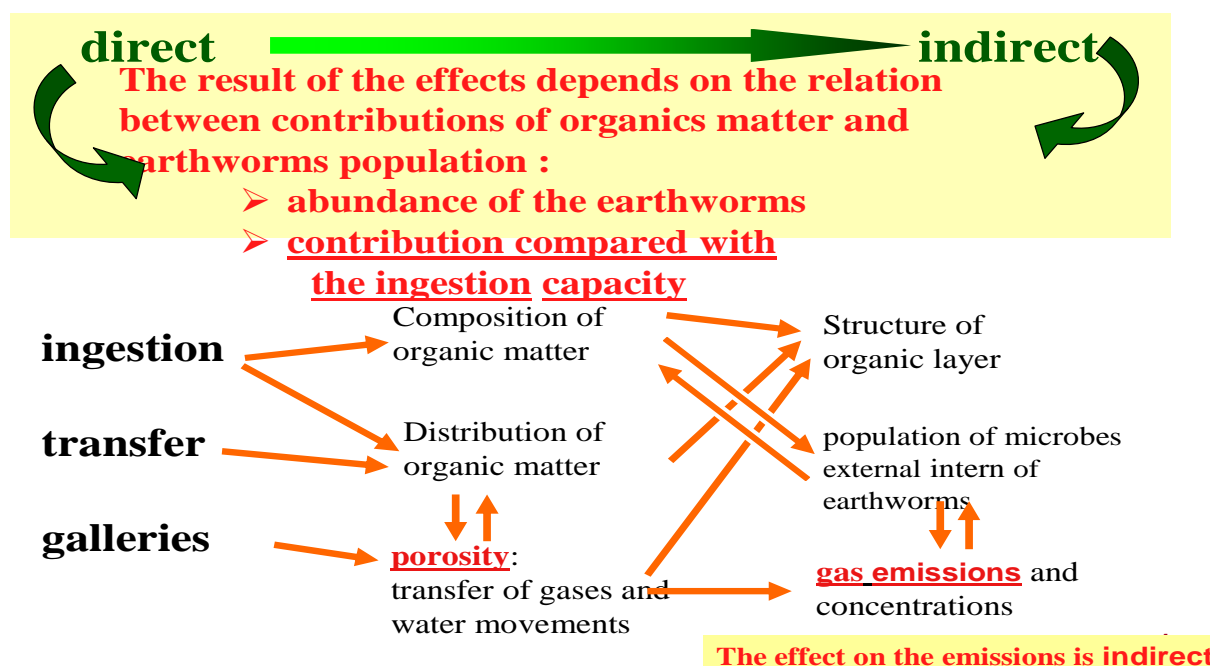 direct indirect
The result of the effects depends on the relation
between contributions of organics matter and
earthworms population :
➢ abundance of the earthworms
➢ contribution compared with
the ingestion capacity
ingestion
transfer
galleries
Composition of
organic matter
Distribution of
organic matter
porosity:
transfer of gases and
water movements
Structure of
organic layer
population of microbes
external intern of
earthworms
gas emissions and
concentrations
The effect on the emissions is indirect